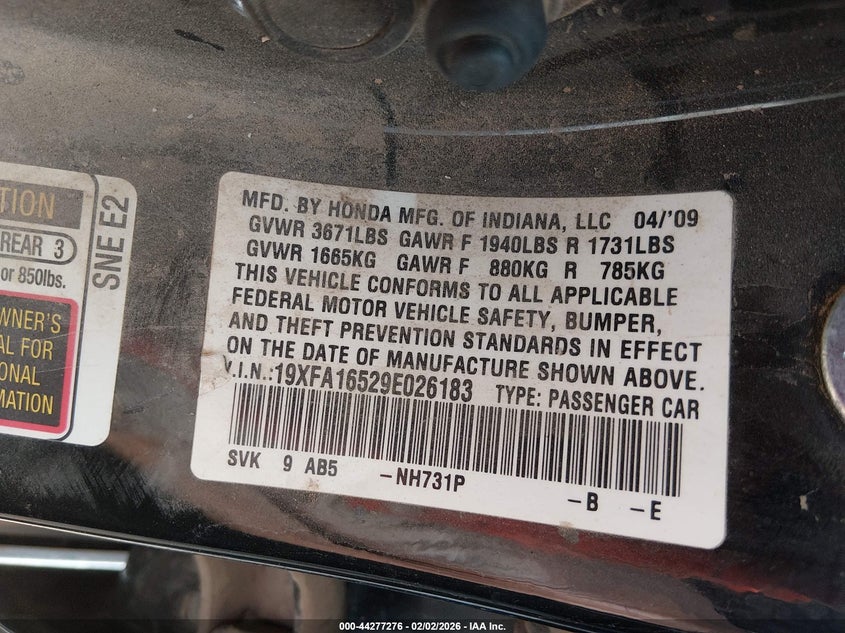 TION
REAR 3
or 850lbs.
WNER'S
AL FOR
ONAL
MATION
SNE E2
MFD. BY HONDA MFG. OF INDIANA, LLC 04/'09
GVWR 3671LBS GAWR F 1940LBS R 1731LBS
GVWR 1665KG GAWR F 880KG R 785KG
THIS VEHICLE CONFORMS TO ALL APPLICABLE
FEDERAL MOTOR VEHICLE SAFETY, BUMPER,
AND THEFT PREVENTION STANDARDS IN EFFECT
ON THE DATE OF MANUFACTURE SHOWN ABOVE.
V.I.N.:19XFA16529E026183 TYPE: PASSENGER CAR
SVK 9 AB5 -NH731P -B -E
000-44277276 - 02/02/2026 - IAA Inc.